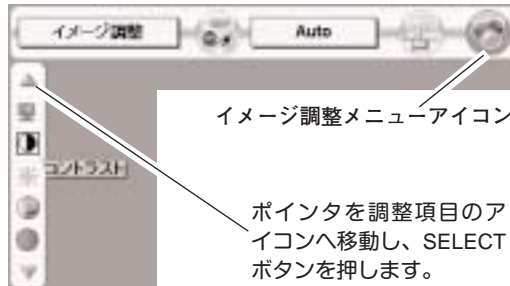 イメージ調整
Auto
イメージ調整メニューアイコン
コントラスト
ポインタを調整項目のア
イコンへ移動し、SELECT
ボタンを押します。